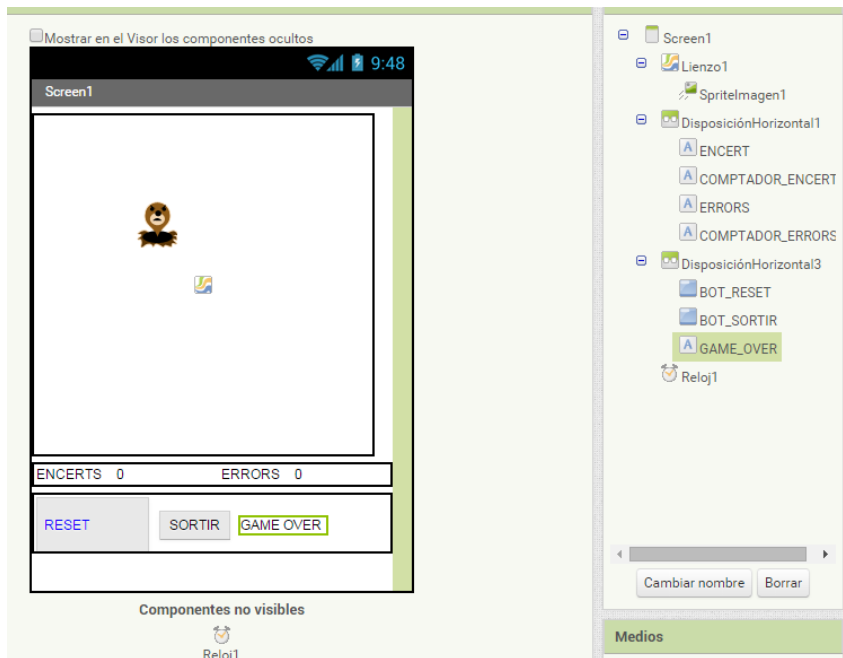 Mostrar en el Visor los componentes ocultos
9:48
Screen1
ENCERTS 0 ERRORS 0
RESET SORTIR GAME OVER
Componentes no visibles
Reloj1
Screen1
Lienzo1
SpriteImagen1
DisposiciónHorizontal1
ENCERT
COMPTADOR_ENCERT
ERRORS
COMPTADOR_ERRORS
DisposiciónHorizontal3
BOT_RESET
BOT_SORTIR
GAME_OVER
Reloj1
Cambiar nombre Borrar
Medios